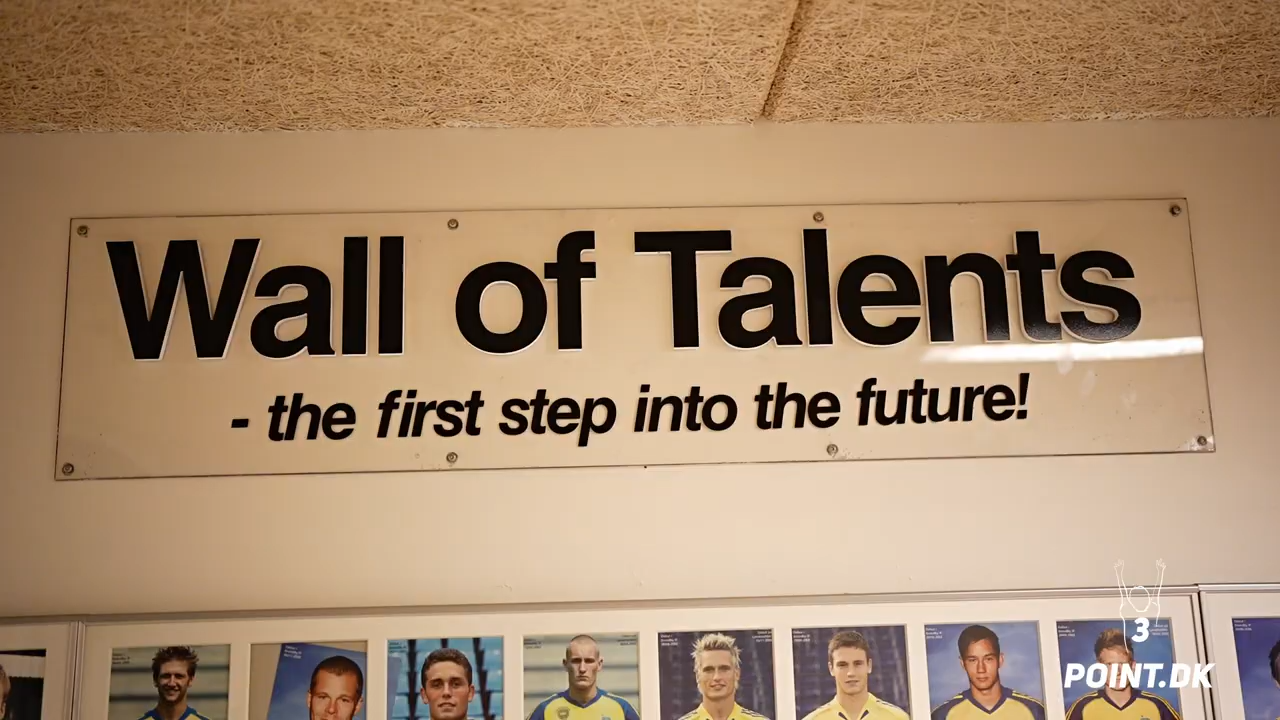 Wall of Talents
- the first step into the future!
3
POINT.DK